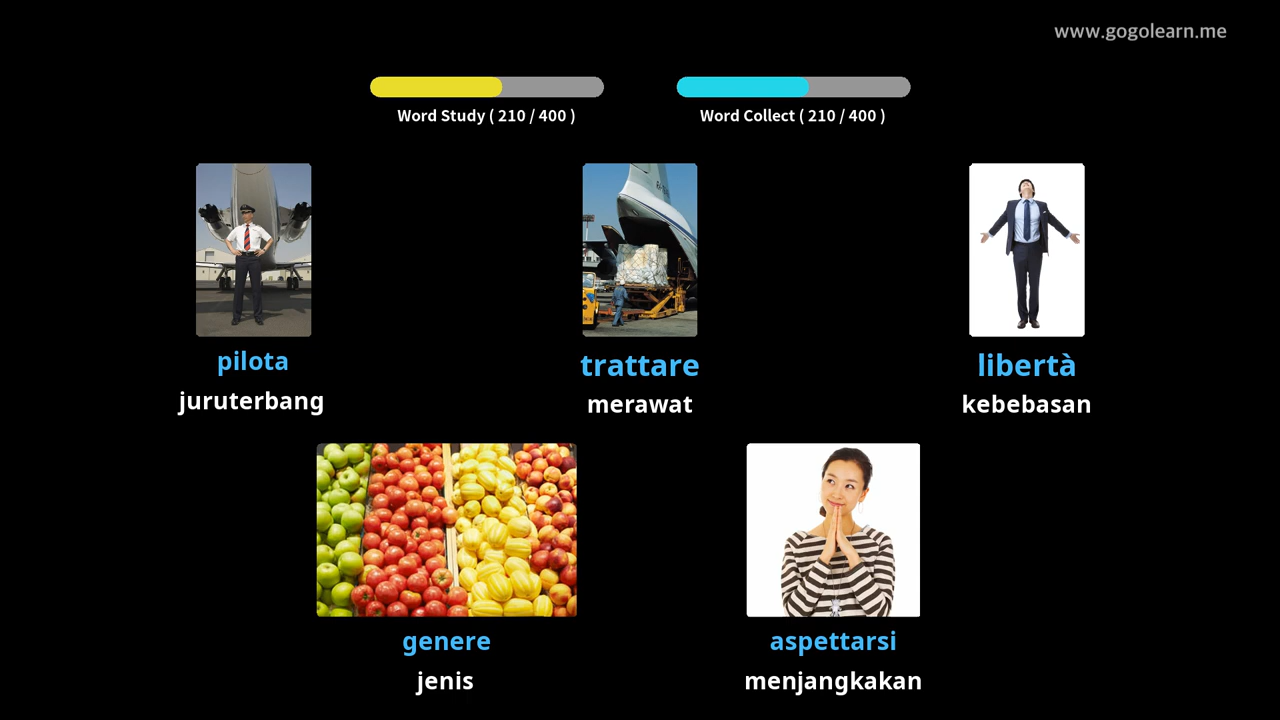 www.gogolearn.me
Word Study ( 210 / 400 )
Word Collect ( 210 / 400 )
pilota
juruterbang
trattare
merawat
libertà
kebebasan
genere
jenis
aspettarsi
menjangkakan